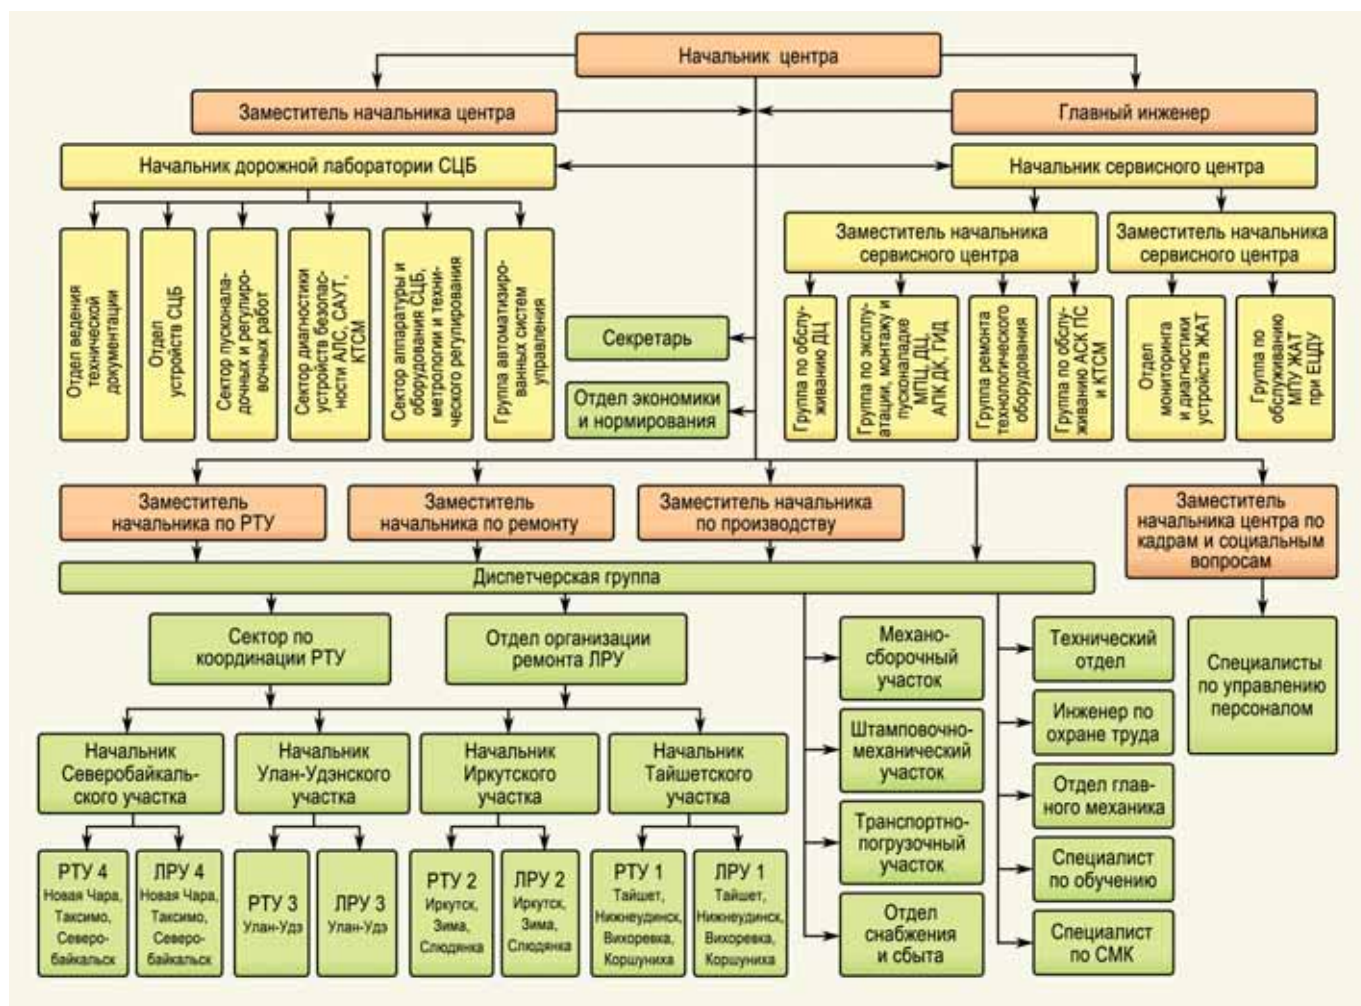 Начальник центра
Заместитель начальника центра
Главный инженер
Начальник дорожной лаборатории СЦБ
Начальник сервисного центра
Отдел ведения
технической
документации
Отдел
устройств СЦБ
Сектор пусконала-
дочных и регулиро-
вочных работ
Сектор диагностики
устройств безопас-
ности АЛС, САУТ,
КТСМ
Сектор аппаратуры и
оборудования СЦБ,
метрологии и техни-
ческого регулирования
Группа автоматизиро-
ванных систем
управления
Заместитель начальника
сервисного центра
Заместитель начальника
сервисного центра
Группа по обслу-
живанию ДЦ
Группа по эксплу-
атации, монтажу и
пусконаладке
МПЦ, ДЦ,
АПК ДК, ГИД
Группа ремонта
технологического
оборудования
Группа по обслу-
живанию АСК ПС
и КТСМ
Отдел
мониторинга
и диагностики
устройств ЖАТ
Группа по
обслуживанию
МПУ ЖАТ
при ЕЦДУ
Секретарь
Отдел экономики
и нормирования
Заместитель
начальника по РТУ
Заместитель
начальника по ремонту
Заместитель начальника
по производству
Заместитель
начальника центра по
кадрам и социальным
вопросам
Диспетчерская группа
Сектор по
координации РТУ
Отдел организации
ремонта ЛРУ
Механо-
сборочный
участок
Технический
отдел
Специалисты
по управлению
персоналом
Штамповочно-
механический
участок
Инженер по
охране труда
Начальник
Северобайкаль-
ского участка
Начальник
Улан-Удэнского
участка
Начальник
Иркутского
участка
Начальник
Тайшетского
участка
Транспортно-
погрузочный
участок
Отдел глав-
ного механика
Специалист
по обучению
Отдел
снабжения
и сбыта
Специалист
по СМК
РТУ 4
Новая Чара,
Таксимо,
Северо-
байкальск
ЛРУ 4
Новая Чара,
Таксимо,
Северо-
байкальск
РТУ 3
Улан-Удэ
ЛРУ 3
Улан-Удэ
РТУ 2
Иркутск,
Зима,
Слюдянка
ЛРУ 2
Иркутск,
Зима,
Слюдянка
РТУ 1
Тайшет,
Нижнеудинск,
Вихоревка,
Коршуниха
ЛРУ 1
Тайшет,
Нижнеудинск,
Вихоревка,
Коршуниха